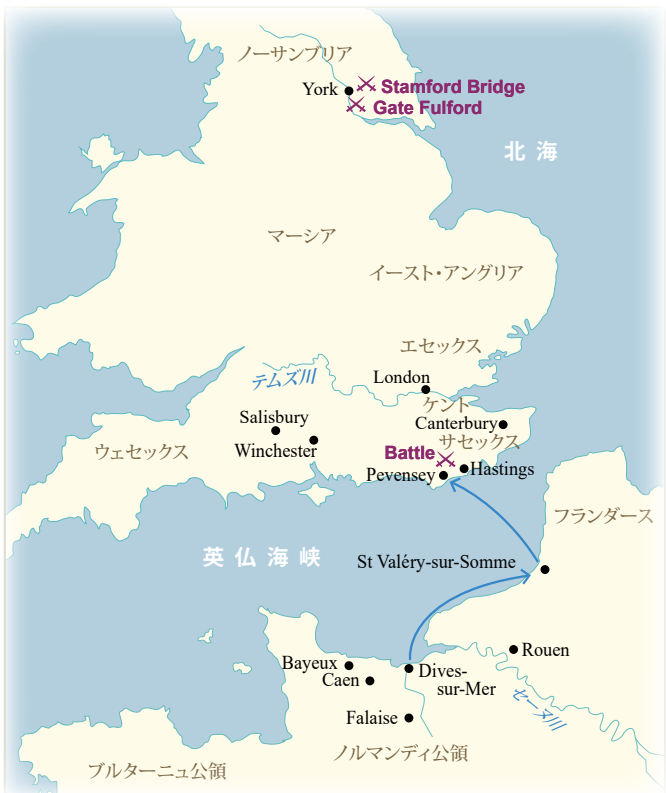 ノーサンブリア
York
Stamford Bridge
Gate Fulford
北海
マーシア
イースト・アングリア
エセックス
テムズ川
London
ケント
Salisbury
Canterbury
サセックス
Winchester
ウェセックス
Battle
Pevensey
Hastings
フランダース
英仏海峡
St Valéry-sur-Somme
Rouen
Bayeux
Caen
Dives-
sur-Mer
セーヌ川
Falaise
ノルマンディ公領
ブルターニュ公領